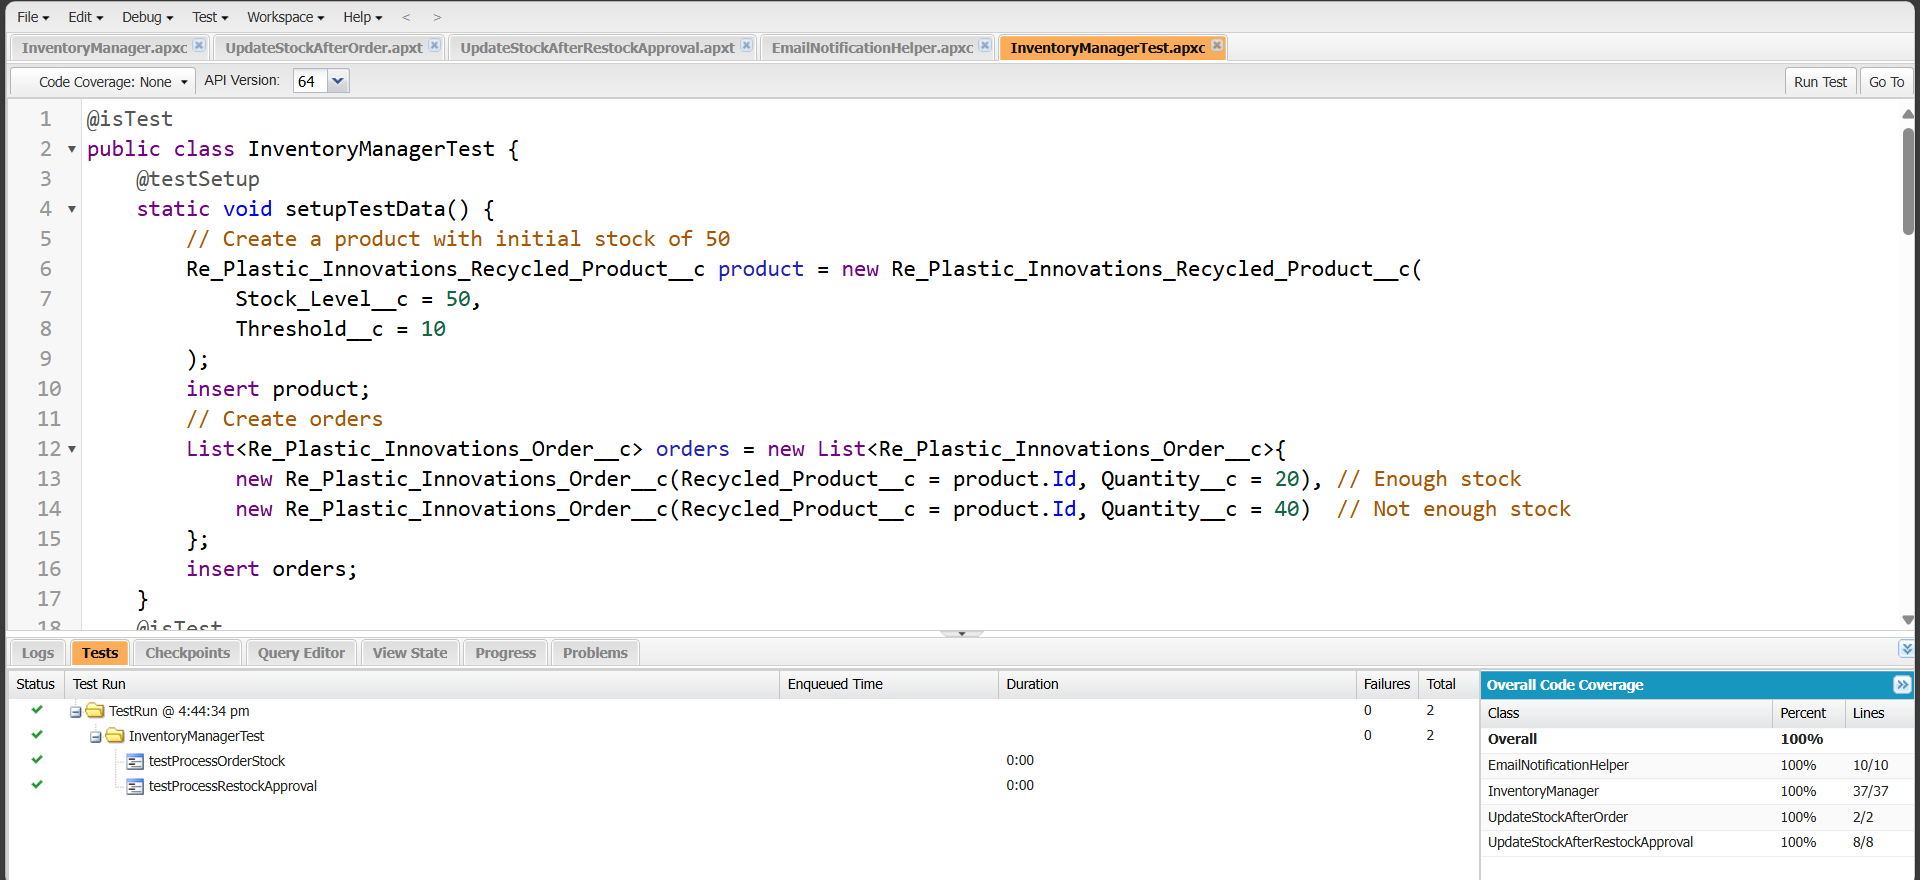 File Edit Debug Test Workspace Help < >
InventoryManager.apxc UpdateStockAfterOrder.apxt UpdateStockAfterRestockApproval.apxt EmailNotificationHelper.apxc InventoryManagerTest.apxc
Code Coverage: None API Version: 64 Run Test Go To
1 @isTest
2 public class InventoryManagerTest {
3 @testSetup
4 static void setupTestData() {
5 // Create a product with initial stock of 50
6 Re_Plastic_Innovations_Recycled_Product__c product = new Re_Plastic_Innovations_Recycled_Product__c(
7 Stock_Level__c = 50,
8 Threshold__c = 10
9 );
10 insert product;
11 // Create orders
12 List<Re_Plastic_Innovations_Order__c> orders = new List<Re_Plastic_Innovations_Order__c>{
13 new Re_Plastic_Innovations_Order__c(Recycled_Product__c = product.Id, Quantity__c = 20), // Enough stock
14 new Re_Plastic_Innovations_Order__c(Recycled_Product__c = product.Id, Quantity__c = 40) // Not enough stock
15 };
16 insert orders;
17 }
18 @isTest
Logs Tests Checkpoints Query Editor View State Progress Problems
Status Test Run Enqueued Time Duration Failures Total
TestRun @ 4:44:34 pm 0 2
InventoryManagerTest 0 2
testProcessOrderStock 0:00
testProcessRestockApproval 0:00
Overall Code Coverage
Class Percent Lines
Overall 100%
EmailNotificationHelper 100% 10/10
InventoryManager 100% 37/37
UpdateStockAfterOrder 100% 2/2
UpdateStockAfterRestockApproval 100% 8/8